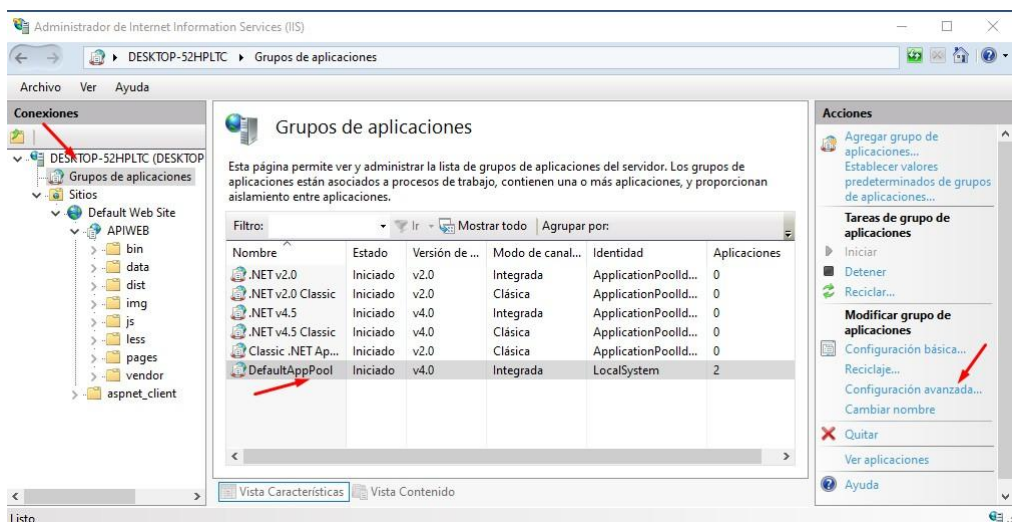 Administrador de Internet Information Services (IIS)
DESKTOP-52HPLTC Grupos de aplicaciones
Archivo Ver Ayuda
Conexiones
DESKTOP-52HPLTC (DESKTOP
Grupos de aplicaciones
Sitios
Default Web Site
APIWEB
bin
data
dist
img
js
less
pages
vendor
aspnet_client
Grupos de aplicaciones
Esta página permite ver y administrar la lista de grupos de aplicaciones del servidor. Los grupos de
aplicaciones están asociados a procesos de trabajo, contienen una o más aplicaciones, y proporcionan
aislamiento entre aplicaciones.
Filtro: Ir Mostrar todo Agrupar por:
Nombre Estado Versión de ... Modo de canal... Identidad Aplicaciones
.NET v2.0 Iniciado v2.0 Integrada ApplicationPoolId... 0
.NET v2.0 Classic Iniciado v2.0 Clásica ApplicationPoolId... 0
.NET v4.5 Iniciado v4.0 Integrada ApplicationPoolId... 0
.NET v4.5 Classic Iniciado v4.0 Clásica ApplicationPoolId... 0
Classic .NET Ap... Iniciado v2.0 Clásica ApplicationPoolId... 0
DefaultAppPool Iniciado v4.0 Integrada LocalSystem 2
Vista Características Vista Contenido
Acciones
Agregar grupo de
aplicaciones...
Establecer valores
predeterminados de grupos
de aplicaciones...
Tareas de grupo de
aplicaciones
Iniciar
Detener
Reciclar...
Modificar grupo de
aplicaciones
Configuración básica...
Reciclaje...
Configuración avanzada...
Cambiar nombre
Quitar
Ver aplicaciones
Ayuda
Listo